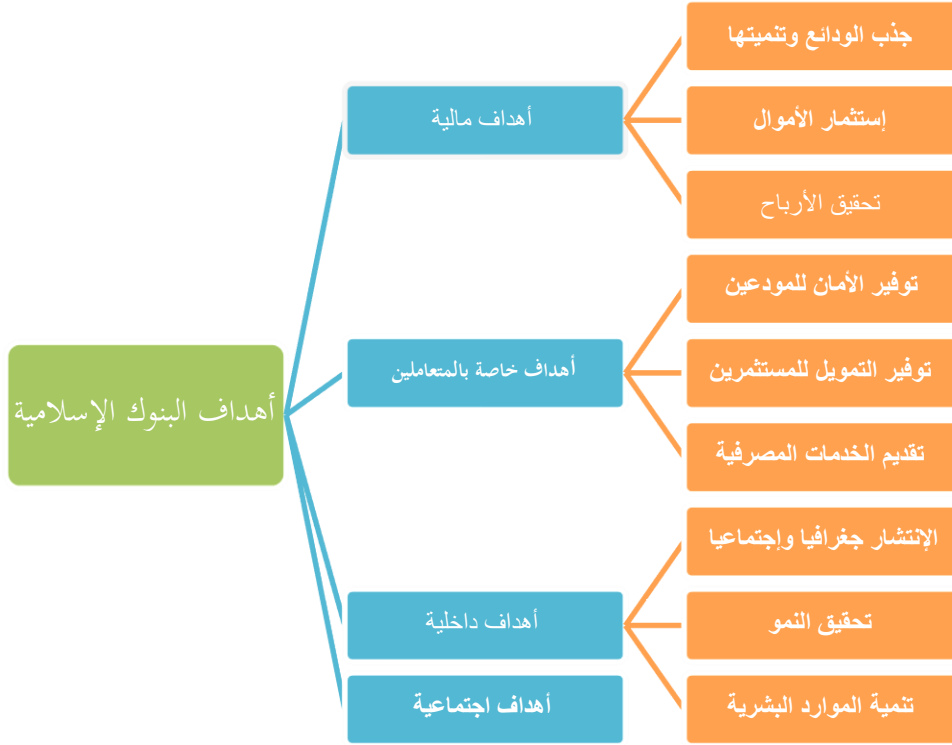 أهداف البنوك الإسلامية
أهداف مالية
جذب الودائع وتنميتها
إستثمار الأموال
تحقيق الأرباح
أهداف خاصة بالمتعاملين
توفير الأمان للمودعين
توفير التمويل للمستثمرين
تقديم الخدمات المصرفية
أهداف داخلية
الإنتشار جغرافيا وإجتماعيا
تحقيق النمو
تنمية الموارد البشرية
أهداف اجتماعية